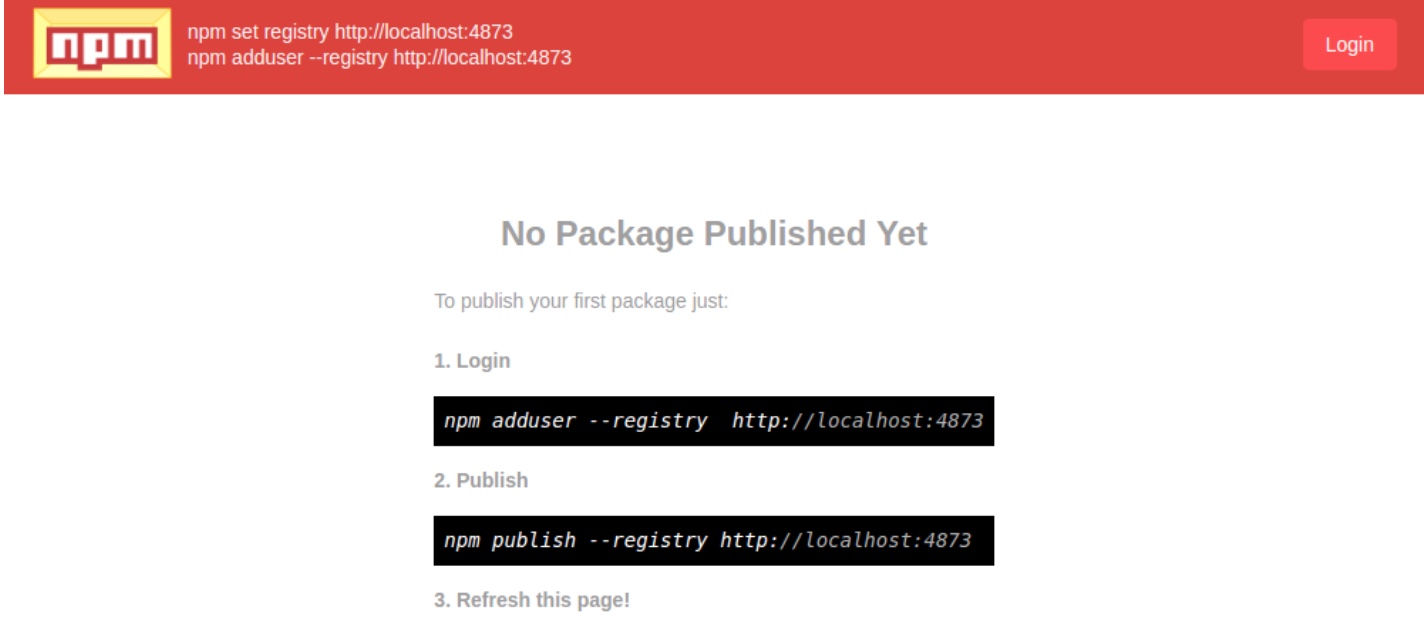 npm
npm set registry http://localhost:4873
npm adduser --registry http://localhost:4873
Login
No Package Published Yet
To publish your first package just:
1. Login
npm adduser --registry  http://localhost:4873
2. Publish
npm publish --registry http://localhost:4873
3. Refresh this page!